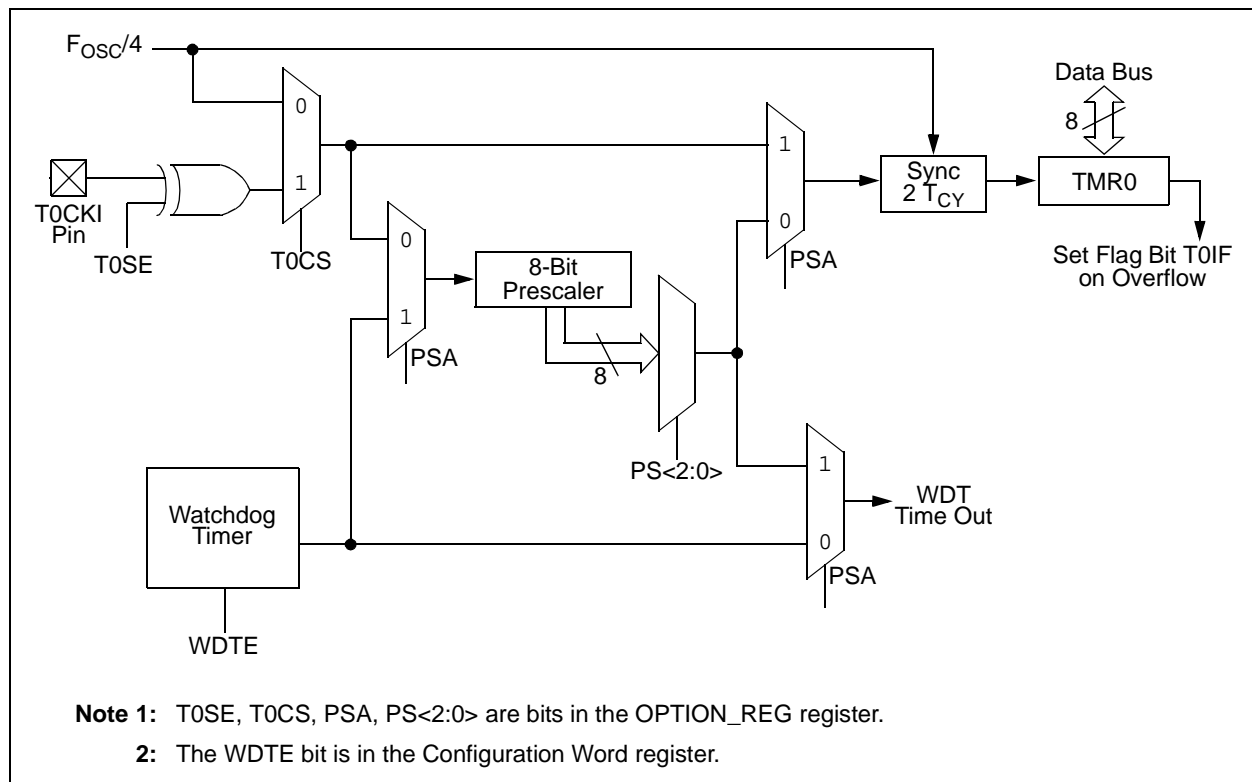 FOSC/4
Data Bus
8
0
1
1
T0CKI
Pin
T0SE
T0CS
Sync
2 TCY
TMR0
0
0
PSA
Set Flag Bit T0IF
on Overflow
8-Bit
Prescaler
1
PSA
8
PS<2:0>
1
WDT
Time Out
Watchdog
Timer
0
PSA
WDTE
Note 1: T0SE, T0CS, PSA, PS<2:0> are bits in the OPTION_REG register.
2: The WDTE bit is in the Configuration Word register.